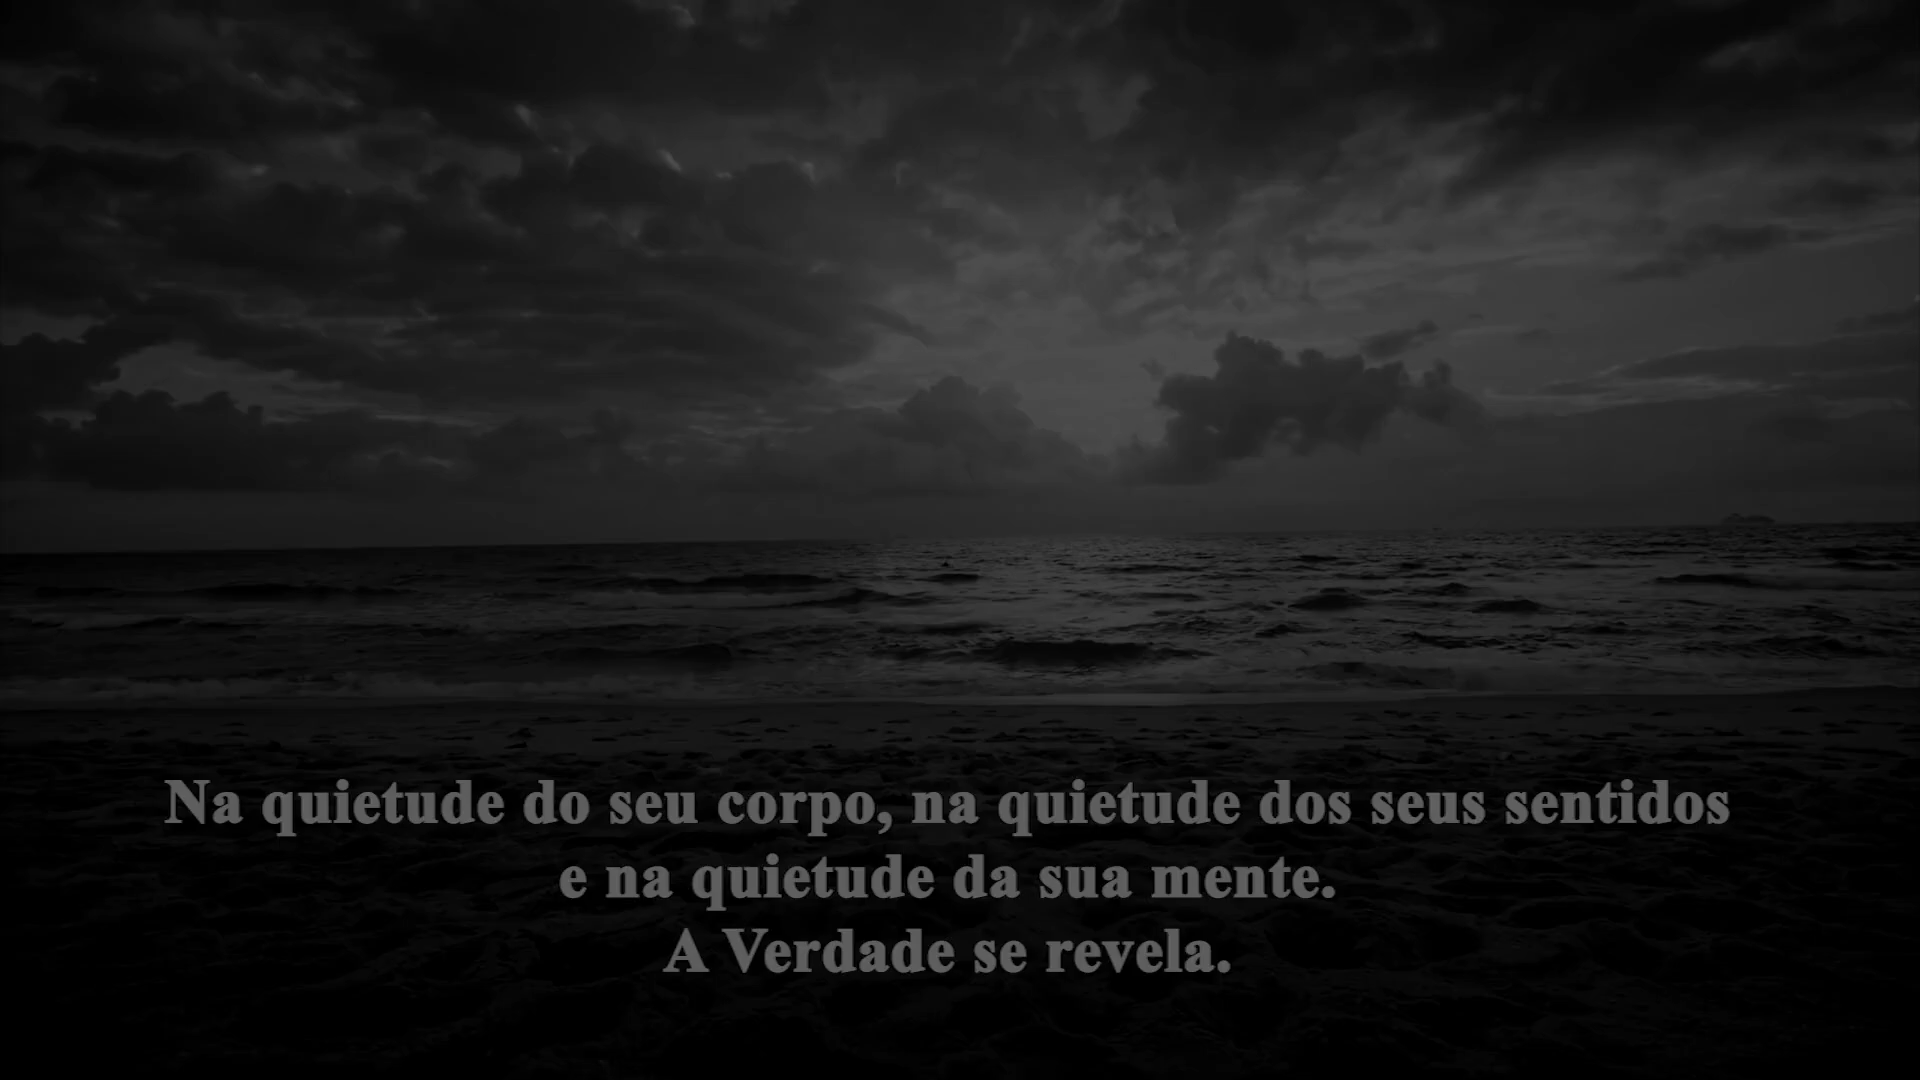 Na quietude do seu corpo, na quietude dos seus sentidos
e na quietude da sua mente.
A Verdade se revela.